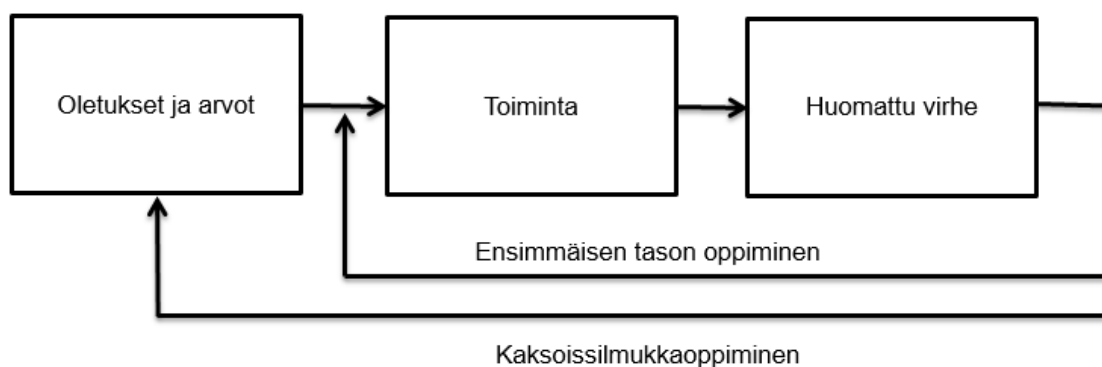 Oletukset ja arvot
Toiminta
Huomattu virhe
Ensimmäisen tason oppiminen
Kaksoissilmukkaoppiminen